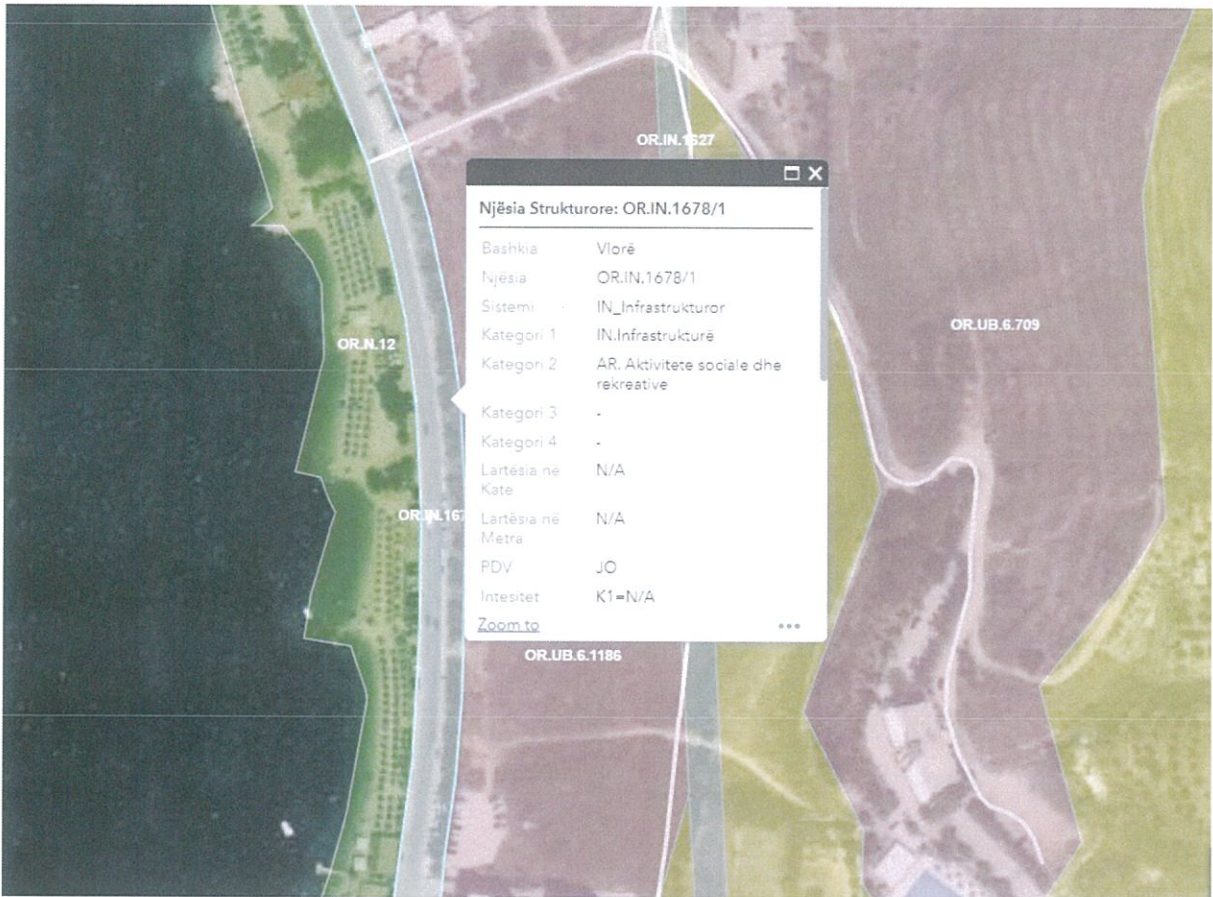 OR.IN.1627
Njësia Strukturore: OR.IN.1678/1
Bashkia Vlorë
Njësia OR.IN.1678/1
Sistemi IN_Infrastrukturor
Kategori 1 IN.Infrastrukturë
Kategori 2 AR. Aktivitete sociale dhe
rekreative
Kategori 3 -
Kategori 4 -
Lartësia në N/A
Kate
Lartësia në N/A
Metra
PDV JO
Intesitet K1=N/A
Zoom to
OR.N.12
OR.IN.167
OR.UB.6.709
OR.UB.6.1186